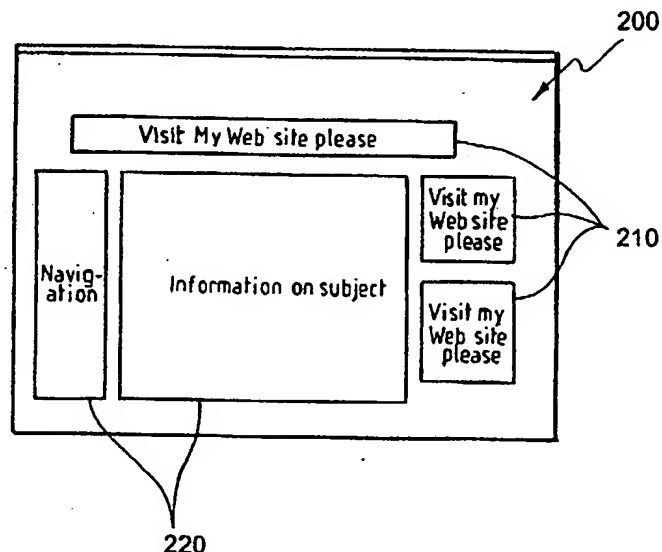 200
Visit My Web site please
Visit my
Web site
please
210
Navig-
ation
Information on subject
Visit my
Web site
please
220